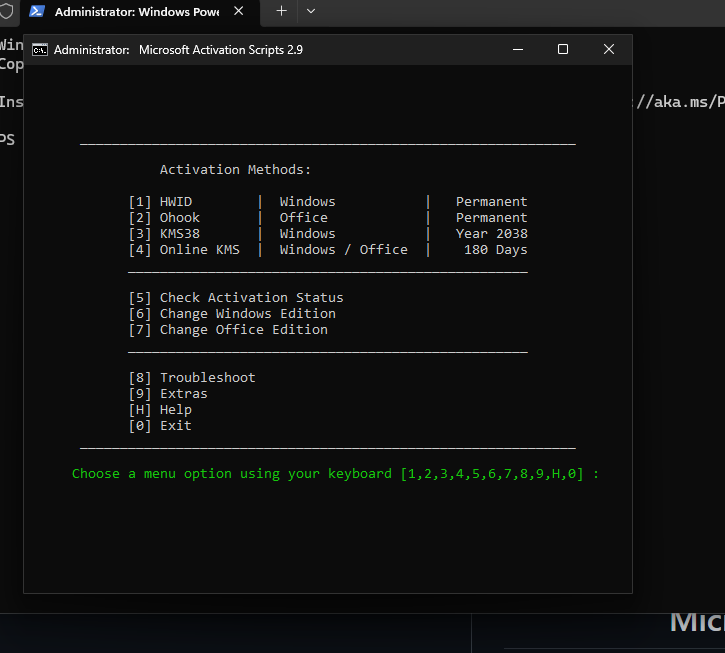 Administrator: Windows Powe
Win
Administrator: Microsoft Activation Scripts 2.9
Cop
Ins
://aka.ms/P
PS
Activation Methods:
[1] HWID | Windows | Permanent
[2] Ohook | Office | Permanent
[3] KMS38 | Windows | Year 2038
[4] Online KMS | Windows / Office | 180 Days
[5] Check Activation Status
[6] Change Windows Edition
[7] Change Office Edition
[8] Troubleshoot
[9] Extras
[H] Help
[0] Exit
Choose a menu option using your keyboard [1,2,3,4,5,6,7,8,9,H,0] :
Micr